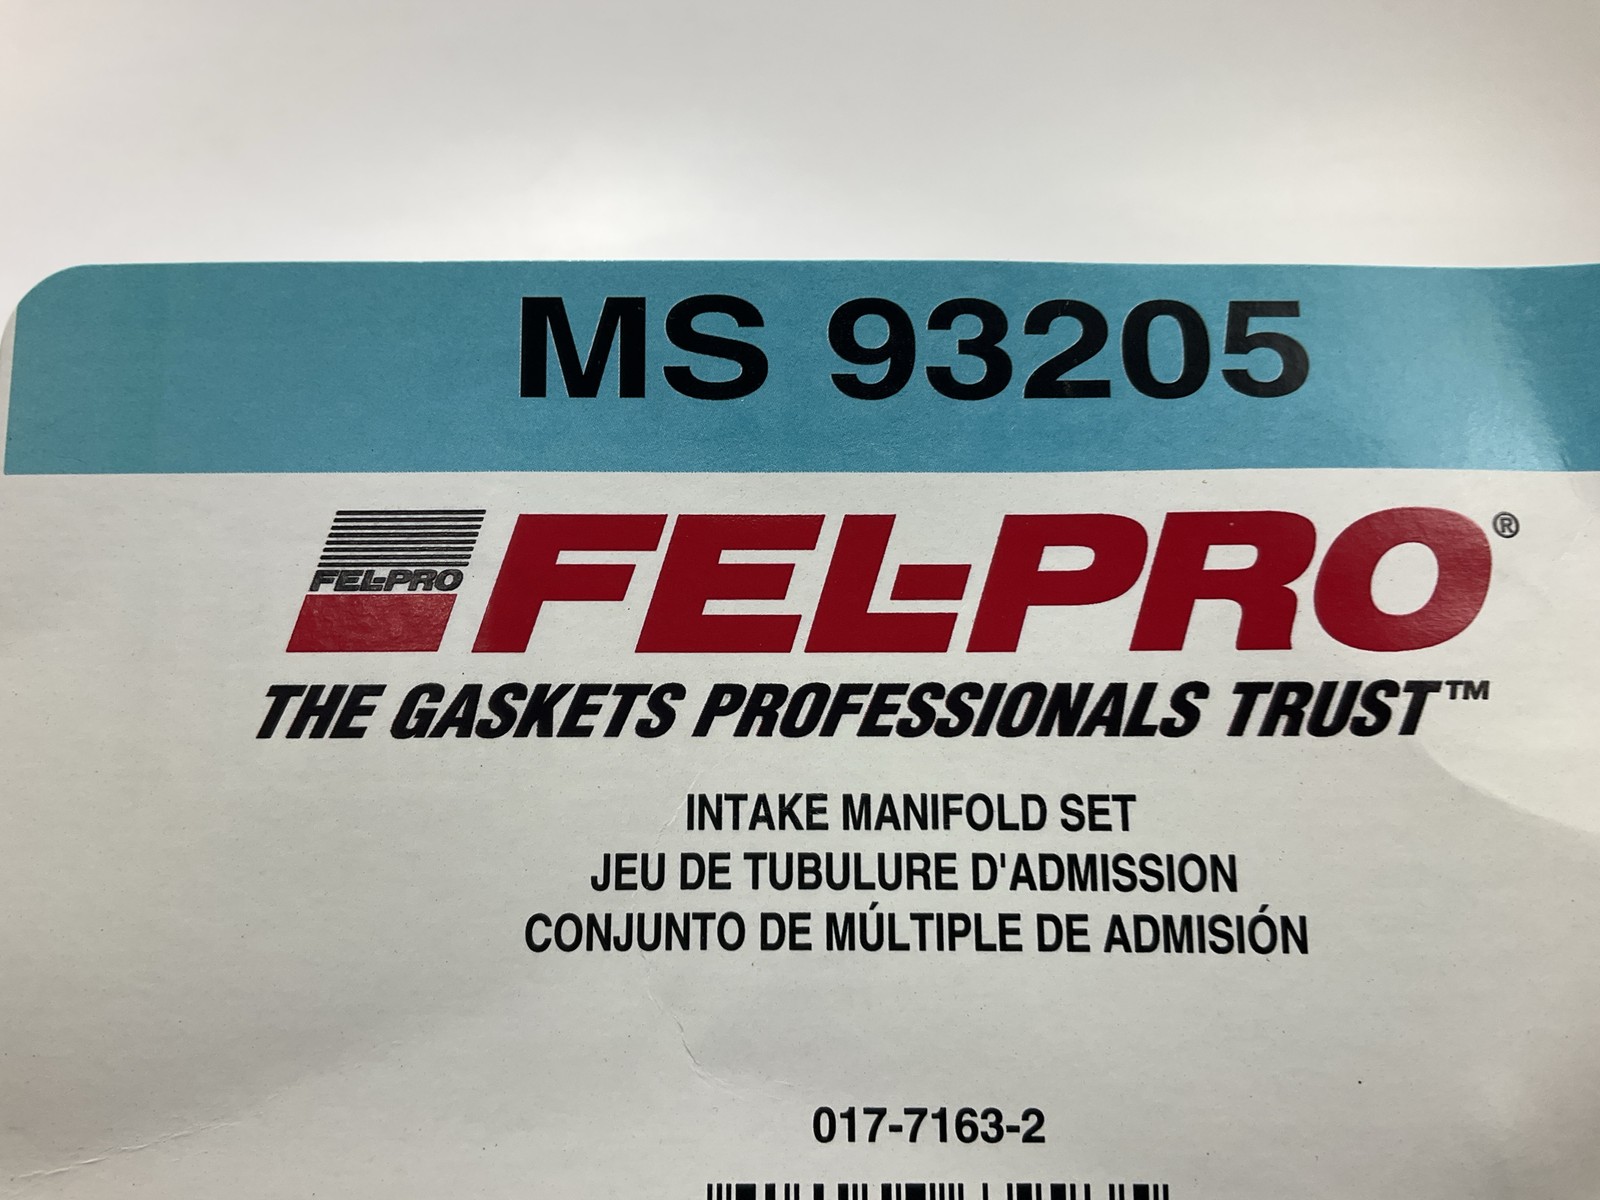 MS 93205
FEL-PRO
FEL-PRO®
THE GASKETS PROFESSIONALS TRUST™
INTAKE MANIFOLD SET
JEU DE TUBULURE D'ADMISSION
CONJUNTO DE MÚLTIPLE DE ADMISIÓN
017-7163-2